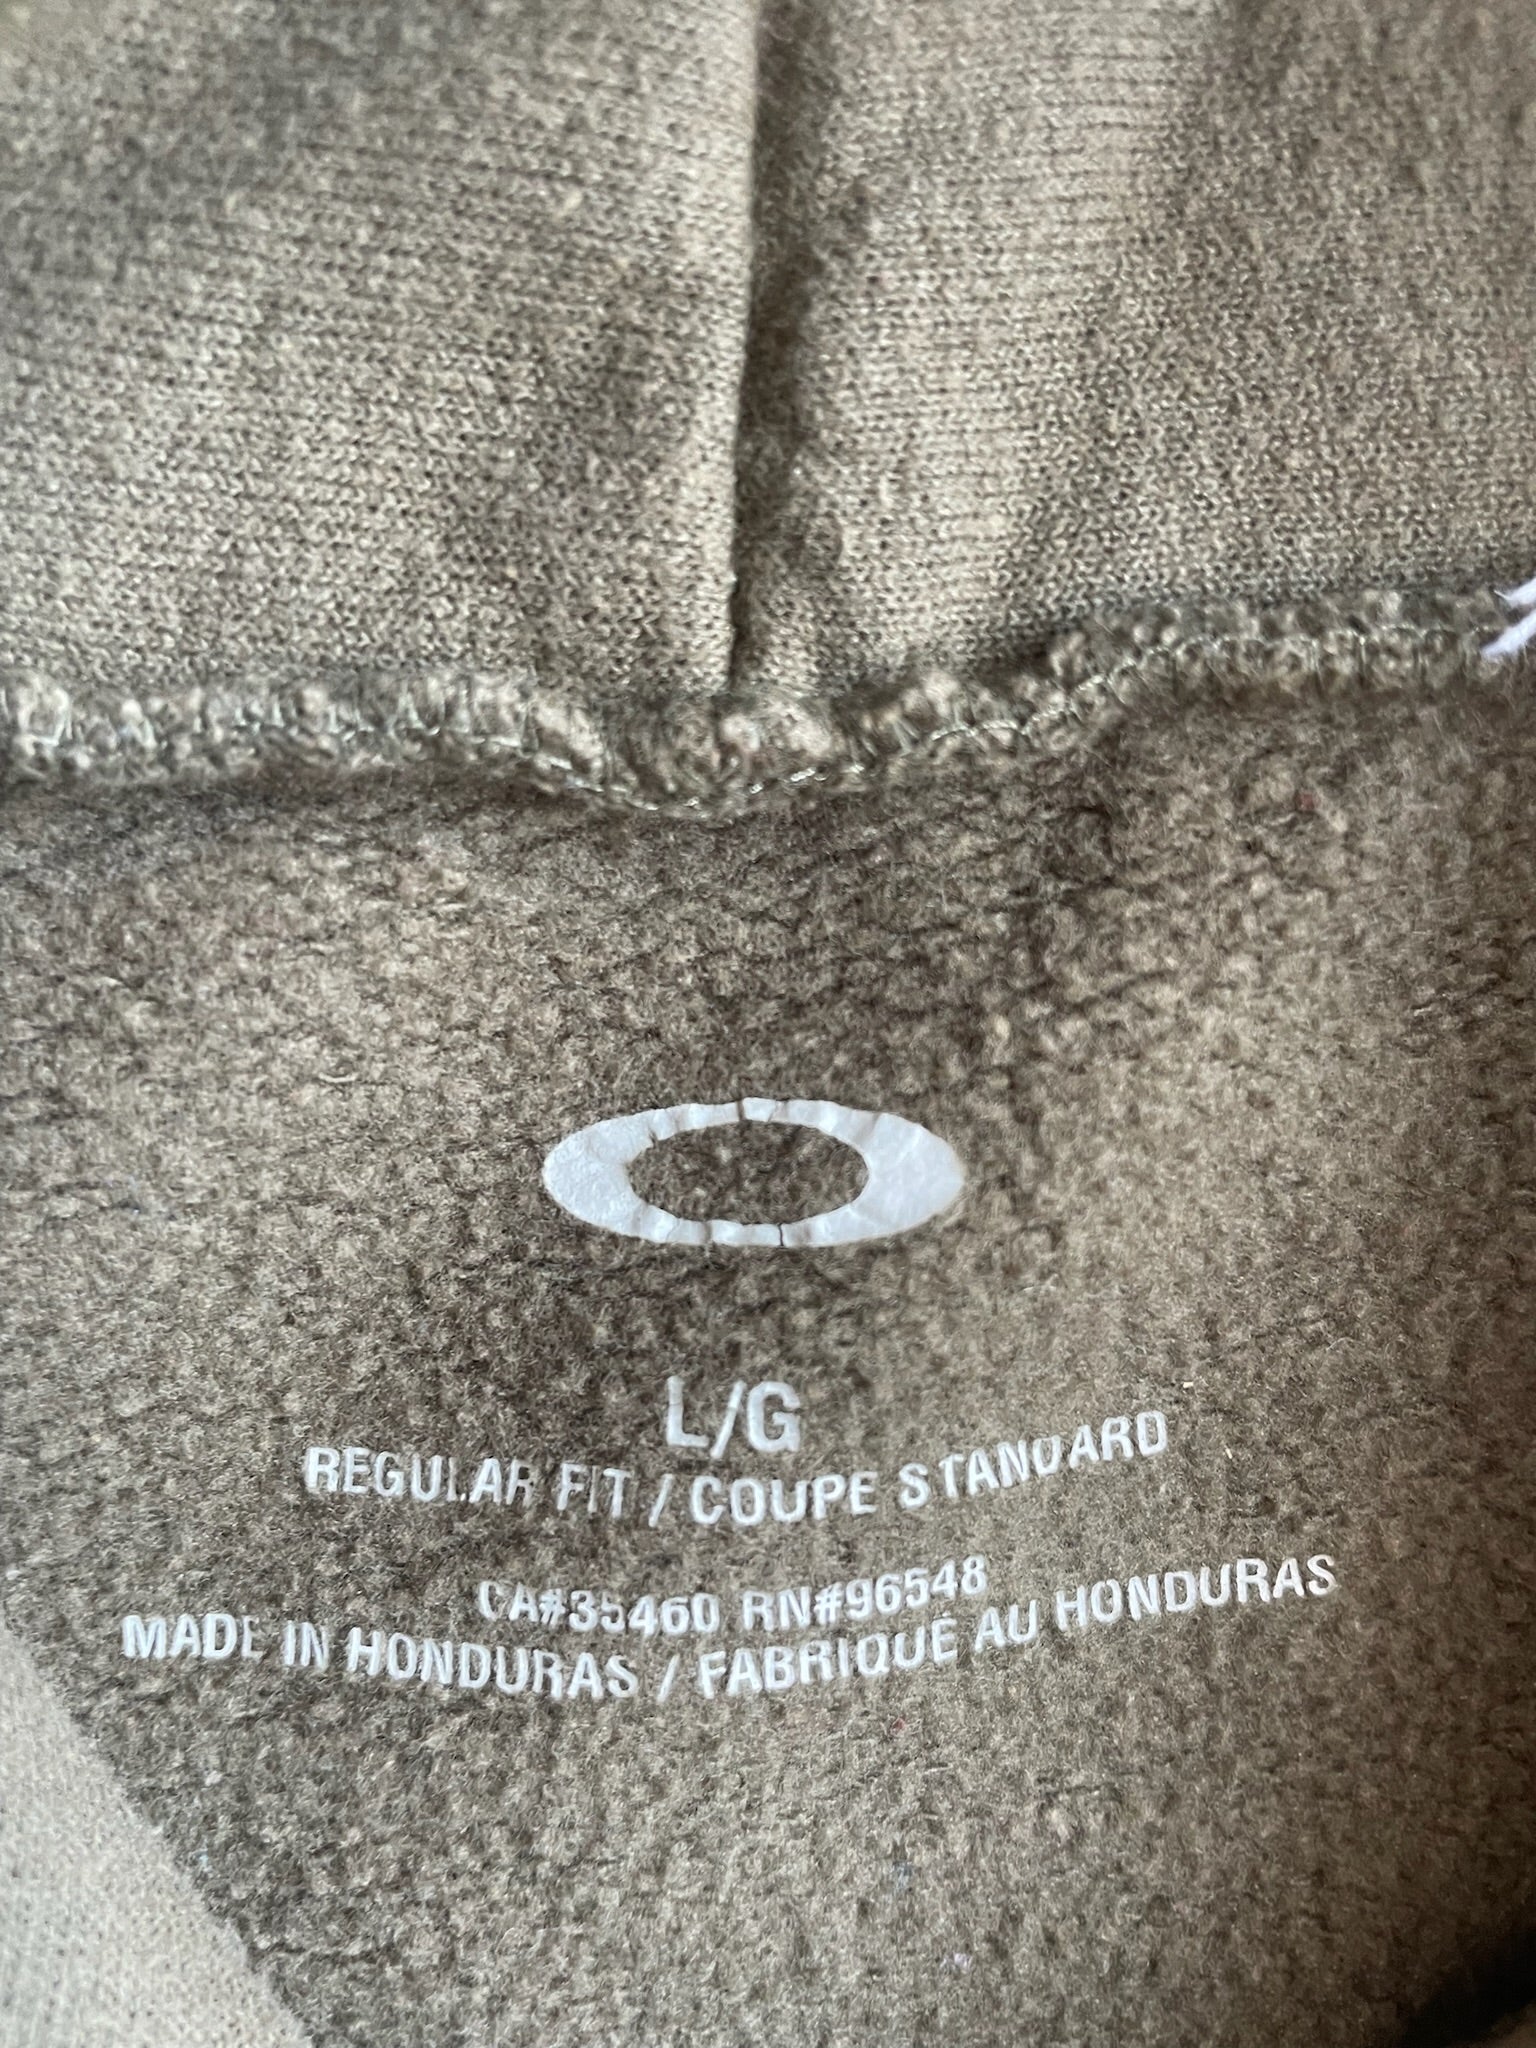 L/G
REGULAR FIT / COUPE STANDARD
CA#35460 RN#96548
MADE IN HONDURAS / FABRIQUÉ AU HONDURAS